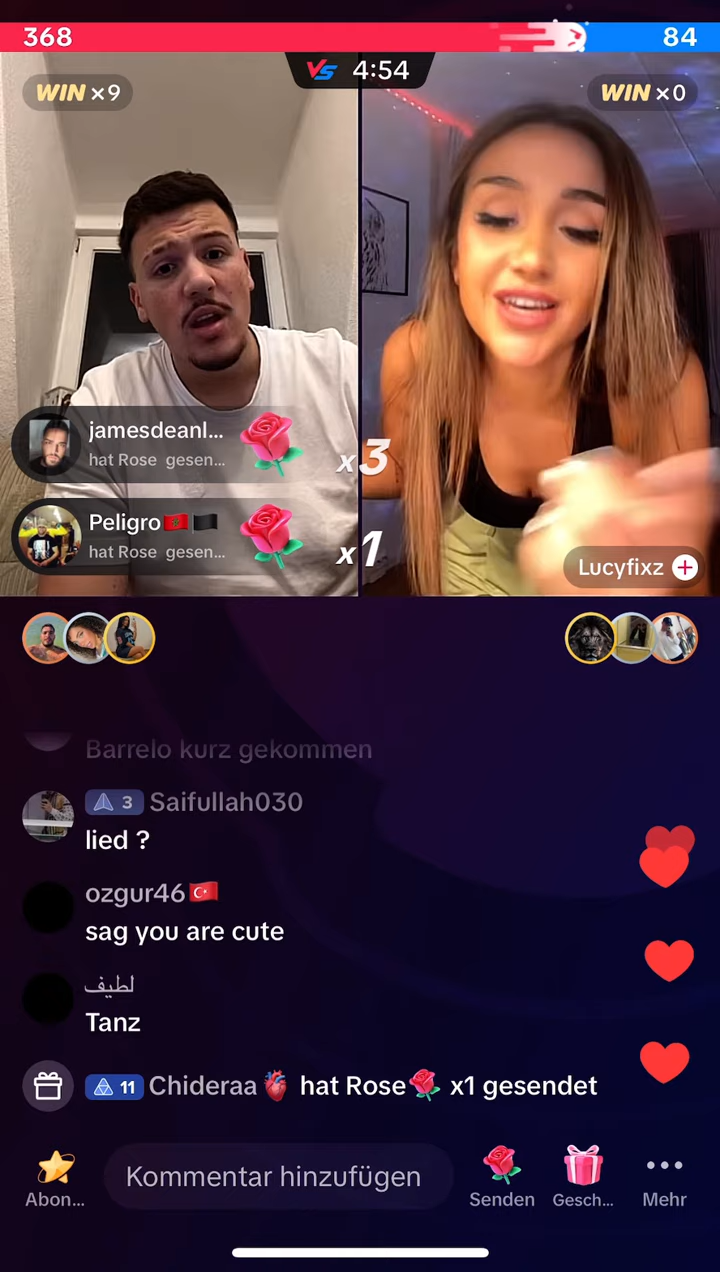 368
84
VS 4:54
WIN ×9
WIN ×0
jamesdeanl...
hat Rose gesen...
x3
Peligro🇲🇦🏴
hat Rose gesen...
x1
Lucyfixz
Barrelo kurz gekommen
3 Saifullah030
lied ?
ozgur46🇹🇷
sag you are cute
لطيف
Tanz
11 Chideraa🫀 hat Rose🌹 x1 gesendet
Kommentar hinzufügen
Abon...
Senden
Gesch...
Mehr